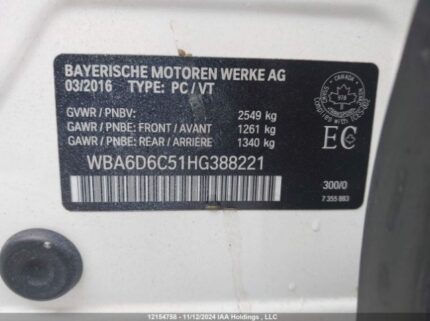 BAYERISCHE MOTOREN WERKE AG
03/2016 TYPE: PC/VT
GVWR / PNBV: 2549 kg
GAWR / PNBE: FRONT / AVANT 1261 kg
GAWR / PNBE: REAR / ARRIÈRE 1340 kg
WBA6D6C51HG388221
CANADA
EC
300/0
7 355 883
12154758 - 11/12/2024 IAA Holdings , LLC